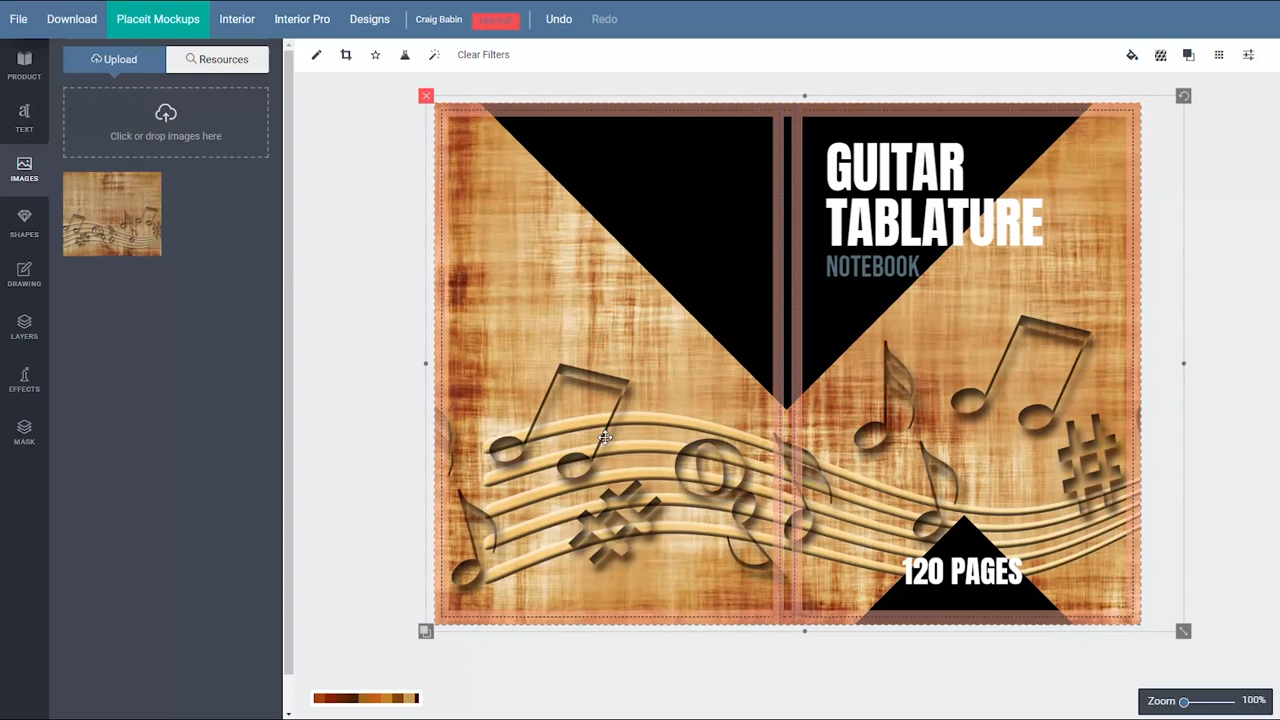 File Download Placeit Mockups Interior Interior Pro Designs Craig Babin Undo Redo
Upload Resources
Clear Filters
PRODUCT
TEXT
IMAGES
SHAPES
DRAWING
LAYERS
EFFECTS
MASK
Click or drop images here
GUITAR
TABLATURE
NOTEBOOK
120 PAGES
Zoom 100%